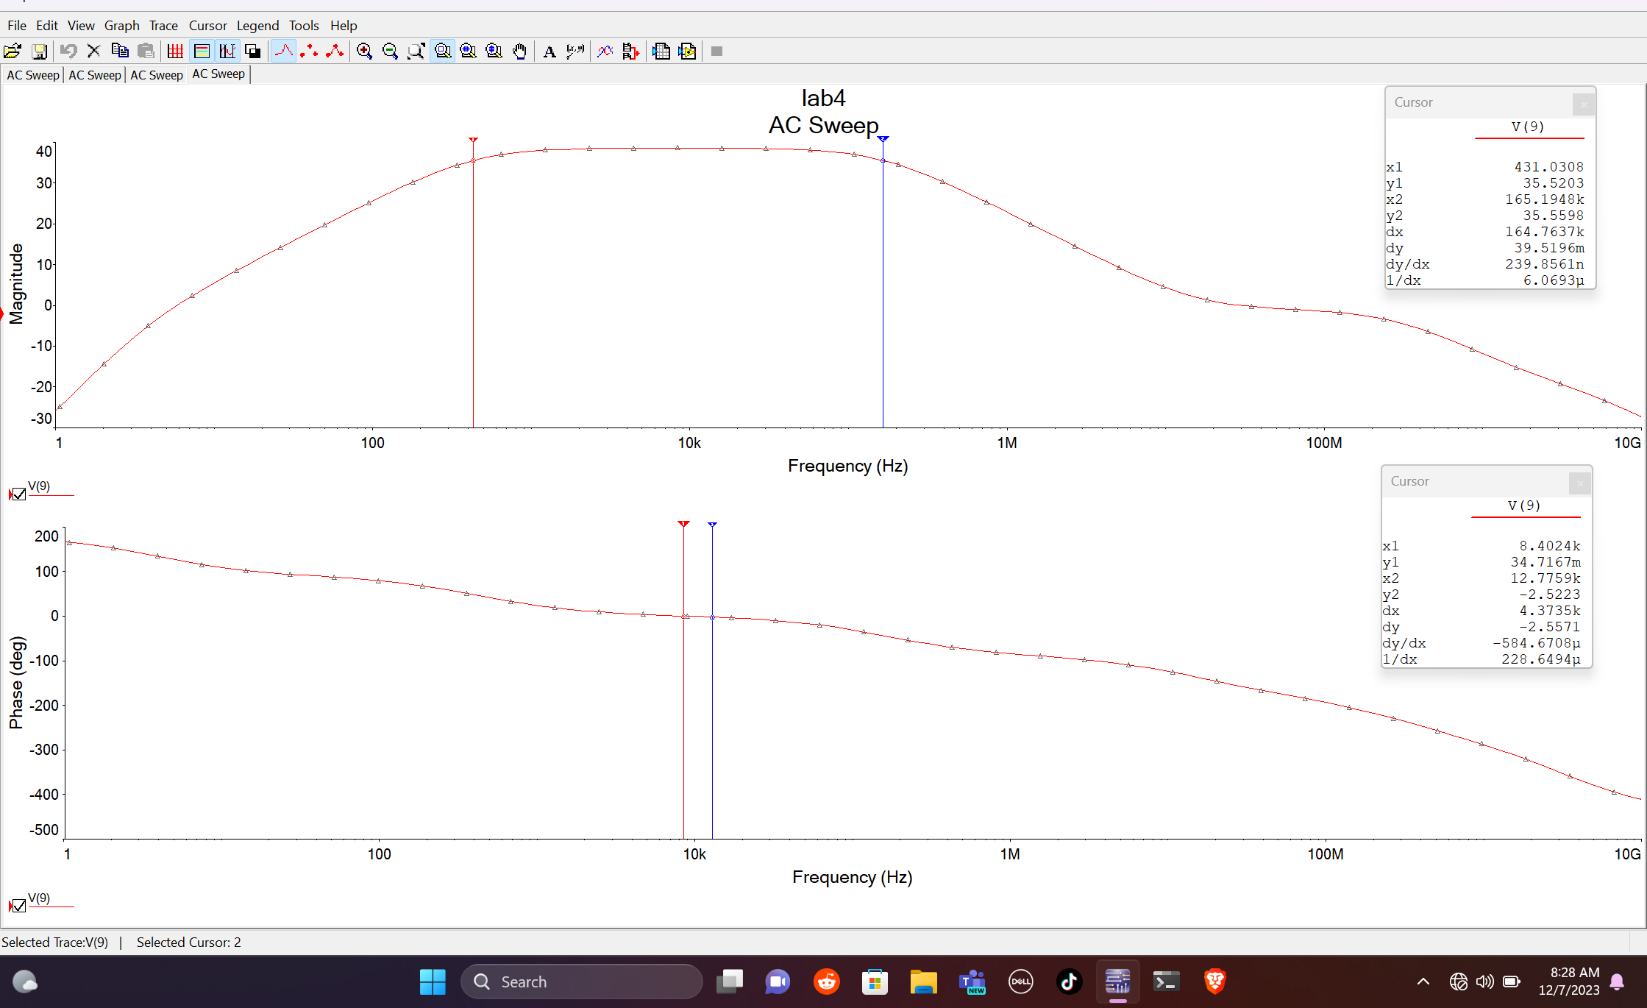 File Edit View Graph Trace Cursor Legend Tools Help
AC Sweep AC Sweep AC Sweep AC Sweep
lab4
AC Sweep
Magnitude
40
30
20
10
0
-10
-20
-30
1 100 10k 1M 100M 10G
Frequency (Hz)
V(9)
Cursor
V(9)
x1 431.0308
y1 35.5203
x2 165.1948k
y2 35.5598
dx 164.7637k
dy 39.5196m
dy/dx 239.8561n
1/dx 6.0693µ
Phase (deg)
200
100
0
-100
-200
-300
-400
-500
1 100 10k 1M 100M 10G
Frequency (Hz)
V(9)
Cursor
V(9)
x1 8.4024k
y1 34.7167m
x2 12.7759k
y2 -2.5223
dx 4.3735k
dy -2.5571
dy/dx -584.6708µ
1/dx 228.6494µ
Selected Trace:V(9) | Selected Cursor: 2
Search
NEW
DELL
8:28 AM
12/7/2023